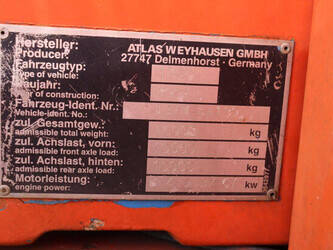 Hersteller: ATLAS WEYHAUSEN GMBH
Producer: 27747 Delmenhorst - Germany
Fahrzeugtyp:
type of vehicle:
Baujahr:
year of construction:
Fahrzeug-Ident. Nr.:
Vehicle-ident. No.:
zul. Gesamtgew.: kg
admissible total weight:
zul. Achslast, vorn: kg
admissible front axle load:
zul. Achslast, hinten: kg
admissible rear axle load:
Motorleistung: kw
engine power: